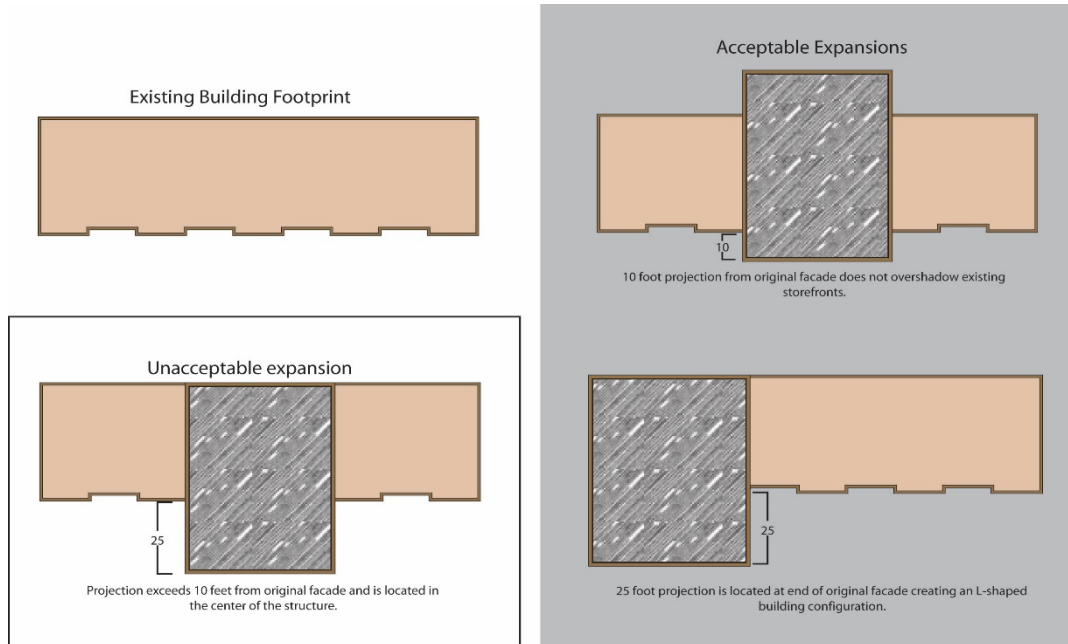 Existing Building Footprint
Acceptable Expansions
10
10 foot projection from original facade does not overshadow existing
storefronts.
Unacceptable expansion
25
Projection exceeds 10 feet from original facade and is located in
the center of the structure.
25
25 foot projection is located at end of original facade creating an L-shaped
building configuration.